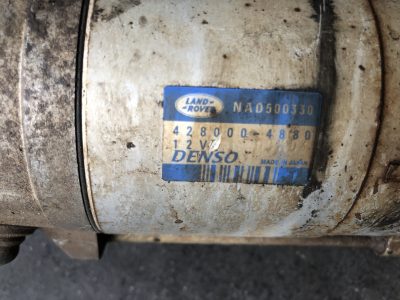 LAND
ROVER
NAD500330
428000-4880
12V
DENSO
MADE IN JAPAN